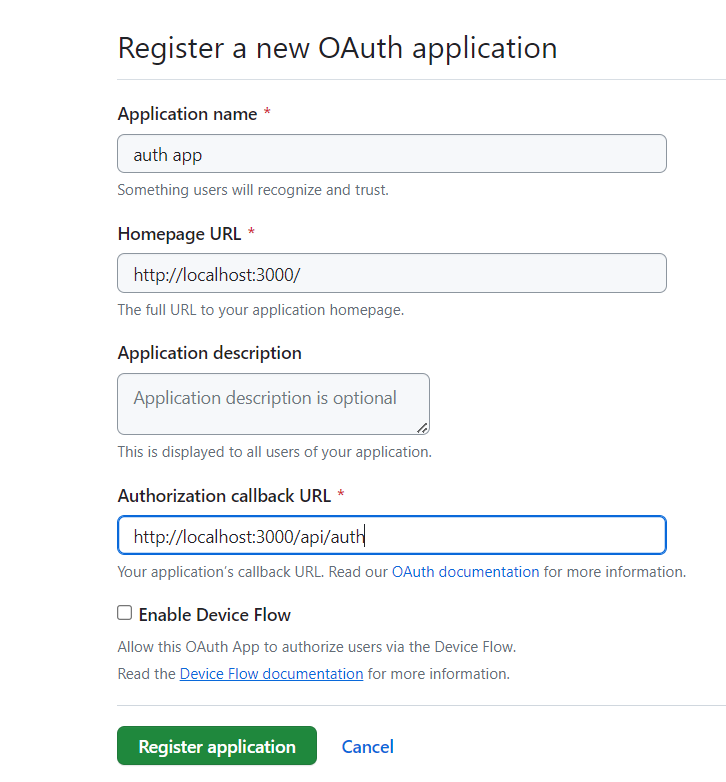 Register a new OAuth application
Application name *
auth app
Something users will recognize and trust.
Homepage URL *
http://localhost:3000/
The full URL to your application homepage.
Application description
Application description is optional
This is displayed to all users of your application.
Authorization callback URL *
http://localhost:3000/api/auth
Your application's callback URL. Read our OAuth documentation for more information.
Enable Device Flow
Allow this OAuth App to authorize users via the Device Flow.
Read the Device Flow documentation for more information.
Register application Cancel